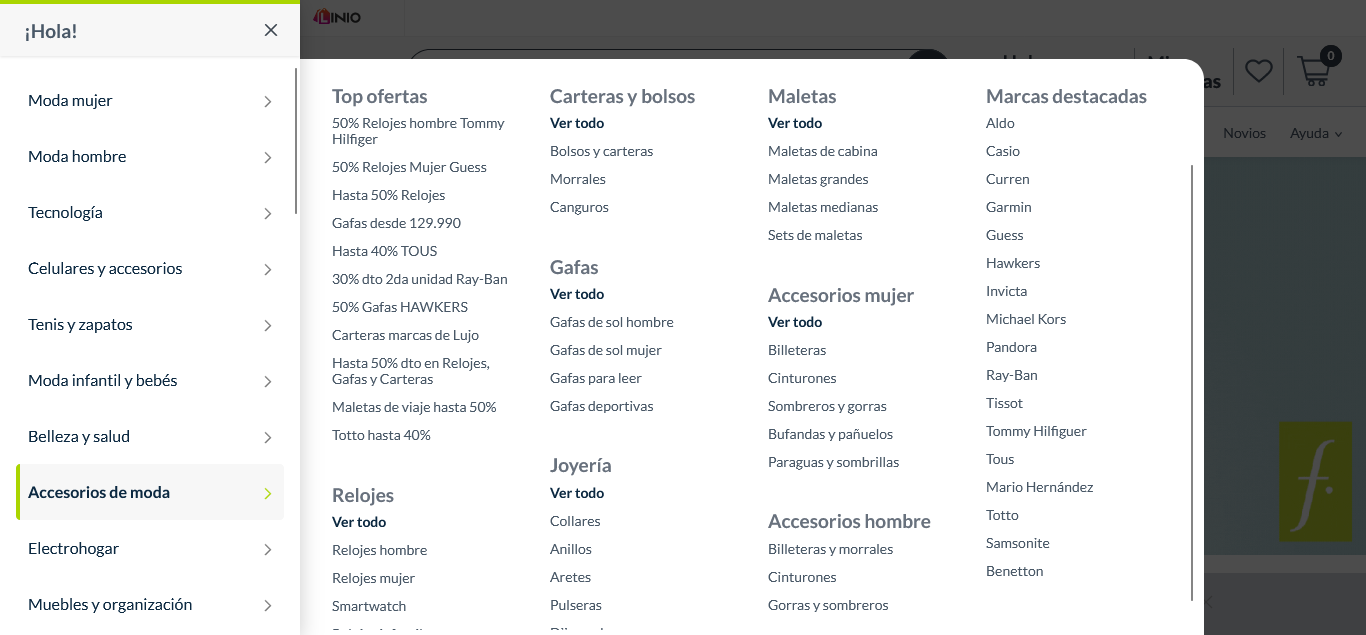 ¡Hola!
Moda mujer
Moda hombre
Tecnología
Celulares y accesorios
Tenis y zapatos
Moda infantil y bebés
Belleza y salud
Accesorios de moda
Electrohogar
Muebles y organización
LINIO
0
Novios
Ayuda
Top ofertas
50% Relojes hombre Tommy
Hilfiger
50% Relojes Mujer Guess
Hasta 50% Relojes
Gafas desde 129.990
Hasta 40% TOUS
30% dto 2da unidad Ray-Ban
50% Gafas HAWKERS
Carteras marcas de Lujo
Hasta 50% dto en Relojes,
Gafas y Carteras
Maletas de viaje hasta 50%
Totto hasta 40%
Relojes
Ver todo
Relojes hombre
Relojes mujer
Smartwatch
Carteras y bolsos
Ver todo
Bolsos y carteras
Morrales
Canguros
Gafas
Ver todo
Gafas de sol hombre
Gafas de sol mujer
Gafas para leer
Gafas deportivas
Joyería
Ver todo
Collares
Anillos
Aretes
Pulseras
Maletas
Ver todo
Maletas de cabina
Maletas grandes
Maletas medianas
Sets de maletas
Accesorios mujer
Ver todo
Billeteras
Cinturones
Sombreros y gorras
Bufandas y pañuelos
Paraguas y sombrillas
Accesorios hombre
Billeteras y morrales
Cinturones
Gorras y sombreros
Marcas destacadas
Aldo
Casio
Curren
Garmin
Guess
Hawkers
Invicta
Michael Kors
Pandora
Ray-Ban
Tissot
Tommy Hilfiguer
Tous
Mario Hernández
Totto
Samsonite
Benetton
f.